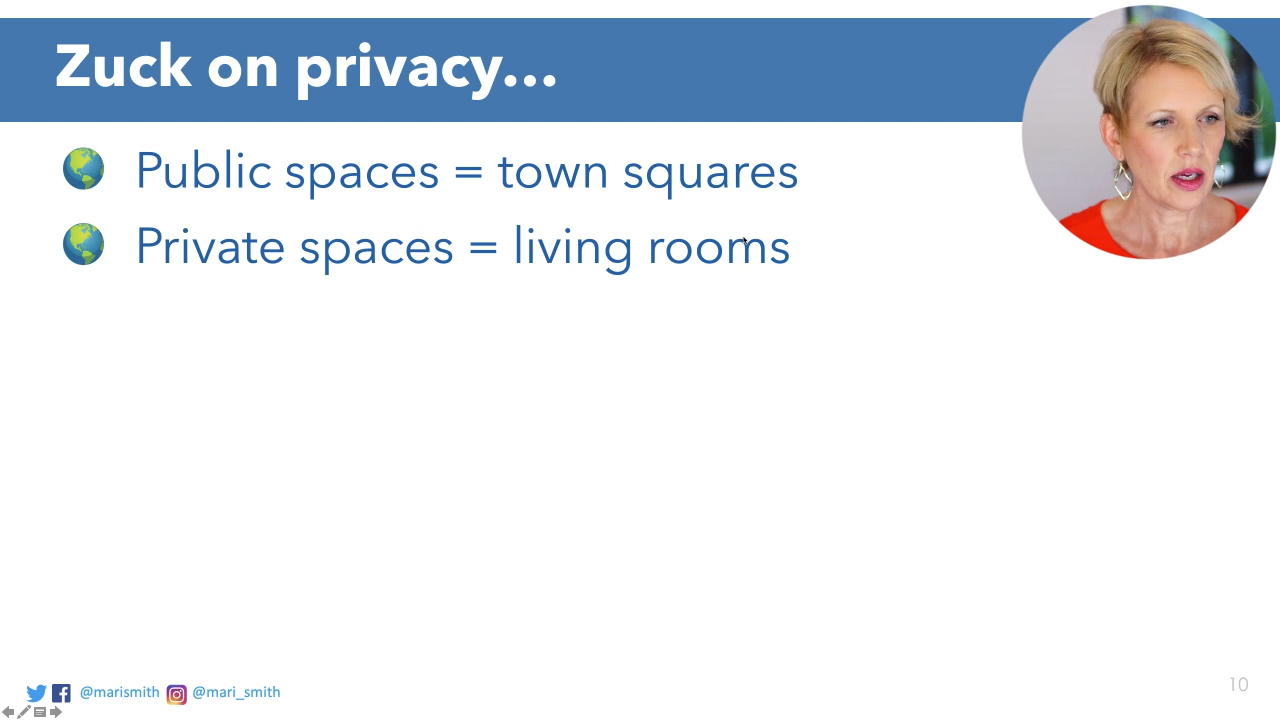 Zuck on privacy...
Public spaces = town squares
Private spaces = living rooms
@marismith @mari_smith
10